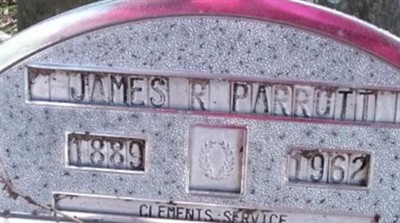 JAMES R PARROTT
1889 1962
CLEMENTS SERVICE